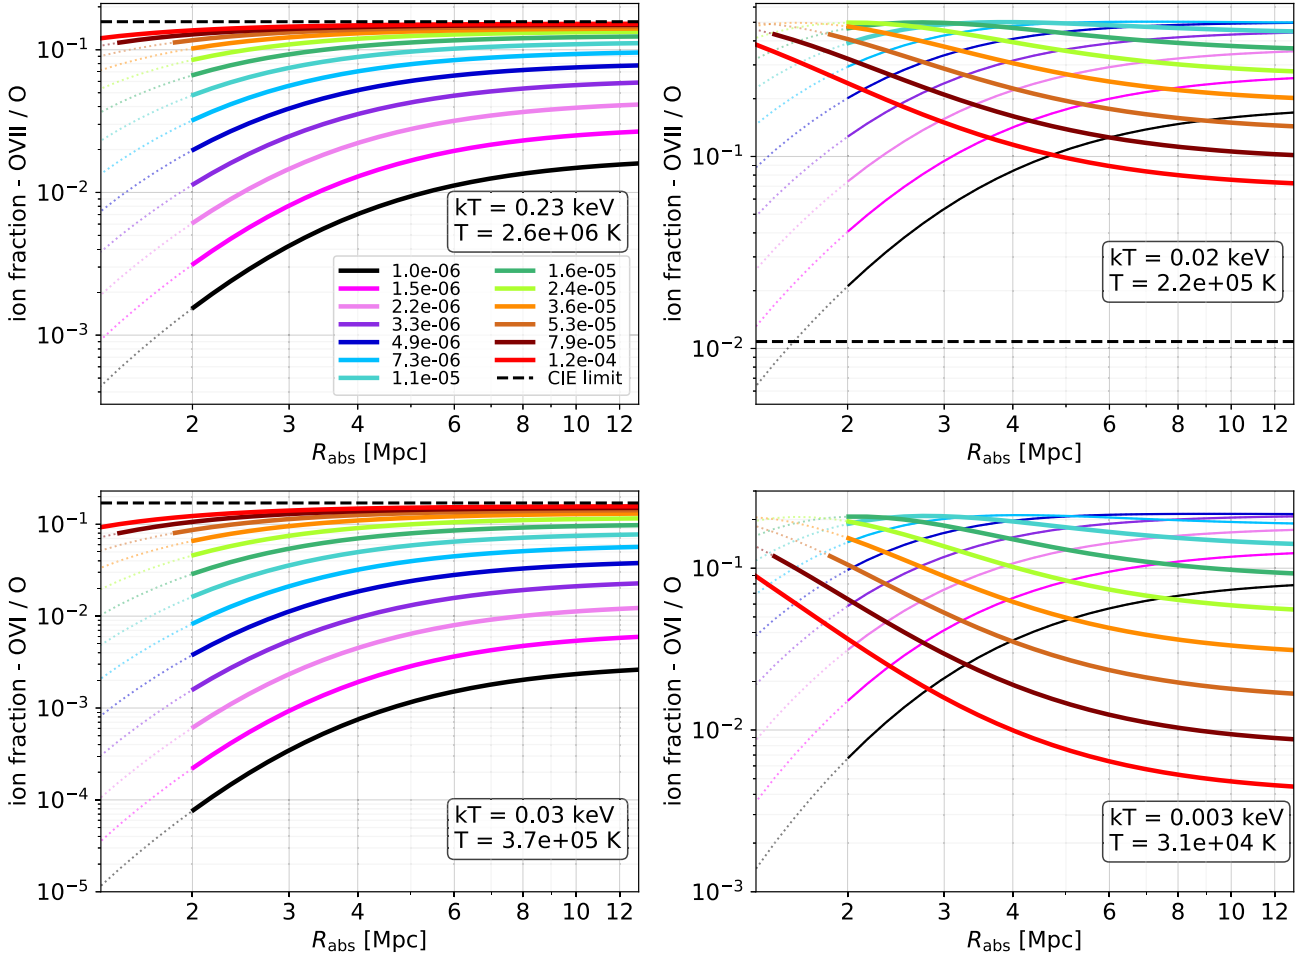 ion fraction - OVII / O
10⁻¹
10⁻²
10⁻³
kT = 0.23 keV
T = 2.6e+06 K
1.0e-06
1.5e-06
2.2e-06
3.3e-06
4.9e-06
7.3e-06
1.1e-05
1.6e-05
2.4e-05
3.6e-05
5.3e-05
7.9e-05
1.2e-04
CIE limit
2 3 4 6 8 10 12
R_abs [Mpc]
ion fraction - OVII / O
10⁻¹
10⁻²
kT = 0.02 keV
T = 2.2e+05 K
2 3 4 6 8 10 12
R_abs [Mpc]
ion fraction - OVI / O
10⁻¹
10⁻²
10⁻³
10⁻⁴
10⁻⁵
kT = 0.03 keV
T = 3.7e+05 K
2 3 4 6 8 10 12
R_abs [Mpc]
ion fraction - OVI / O
10⁻¹
10⁻²
10⁻³
kT = 0.003 keV
T = 3.1e+04 K
2 3 4 6 8 10 12
R_abs [Mpc]